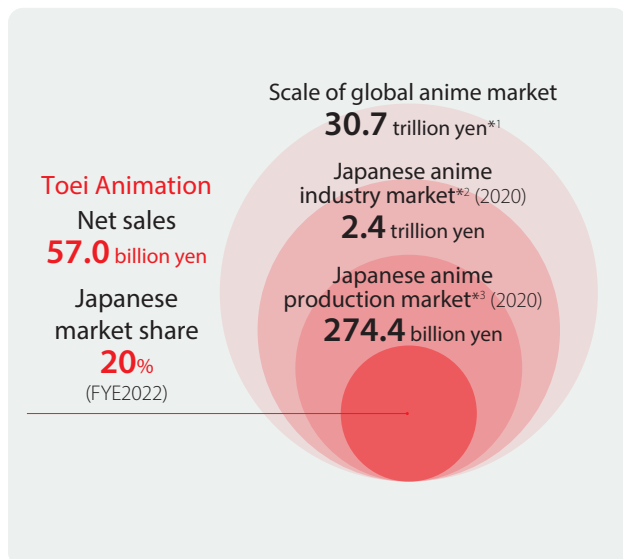 Scale of global anime market
30.7 trillion yen*1
Japanese anime
industry market*2 (2020)
2.4 trillion yen
Japanese anime
production market*3 (2020)
274.4 billion yen
Toei Animation
Net sales
57.0 billion yen
Japanese
market share
20%
(FYE2022)